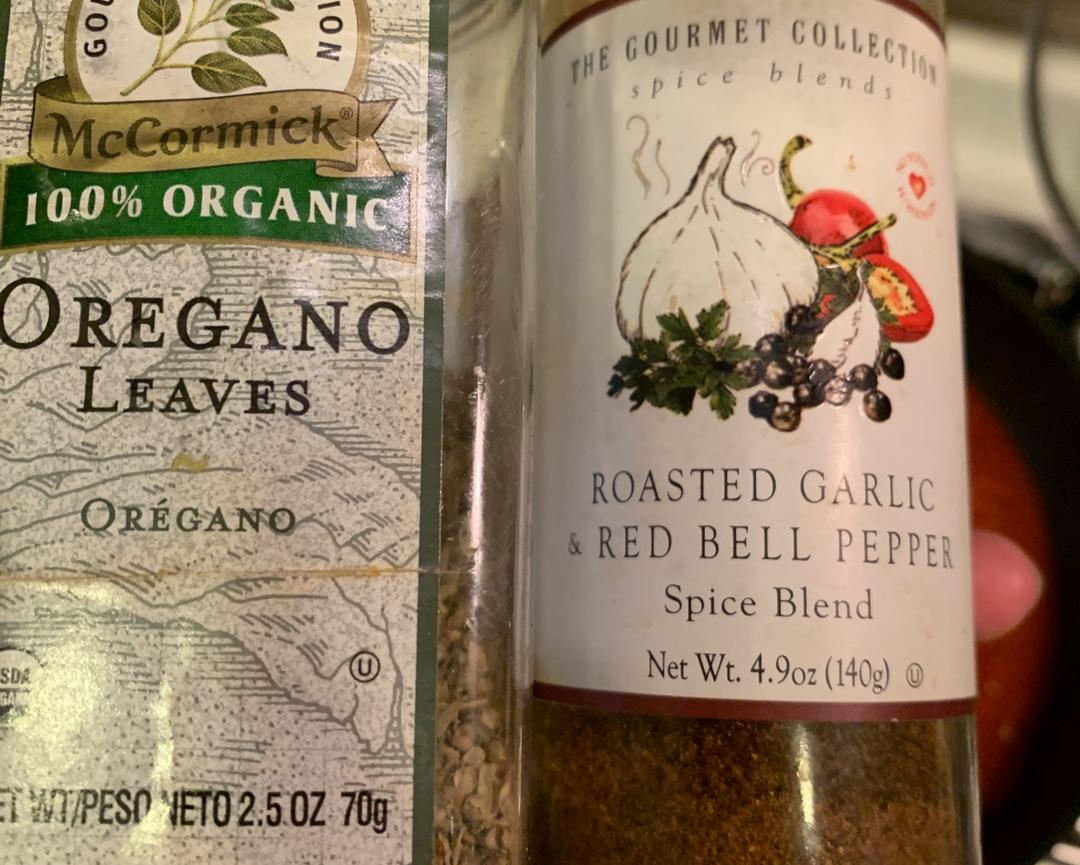 McCormick®
100% ORGANIC
OREGANO
LEAVES
ORÉGANO
U
WT/PESO NETO 2.5 OZ 70g
THE GOURMET COLLECTION
spice blends
ROASTED GARLIC
& RED BELL PEPPER
Spice Blend
Net Wt. 4.9oz (140g) U